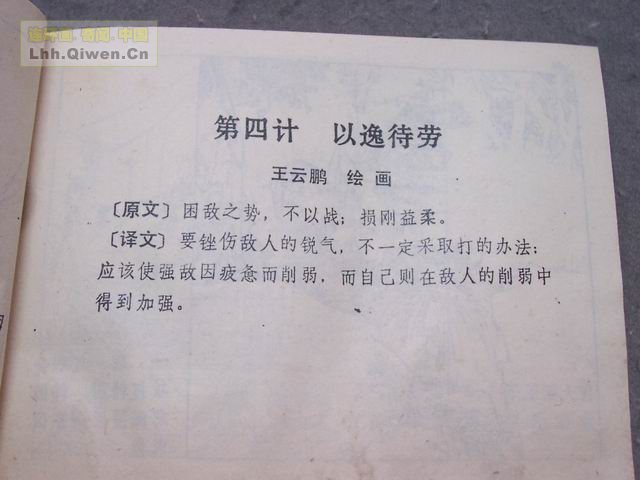 连环画.奇闻.中国
Lhh.Qiwen.Cn
第四计 以逸待劳
王云鹏 绘画
〔原文〕困敌之势，不以战；损刚益柔。
〔译文〕要锉伤敌人的锐气，不一定采取打的办法；
应该使强敌因疲惫而削弱，而自己则在敌人的削弱中
得到加强。